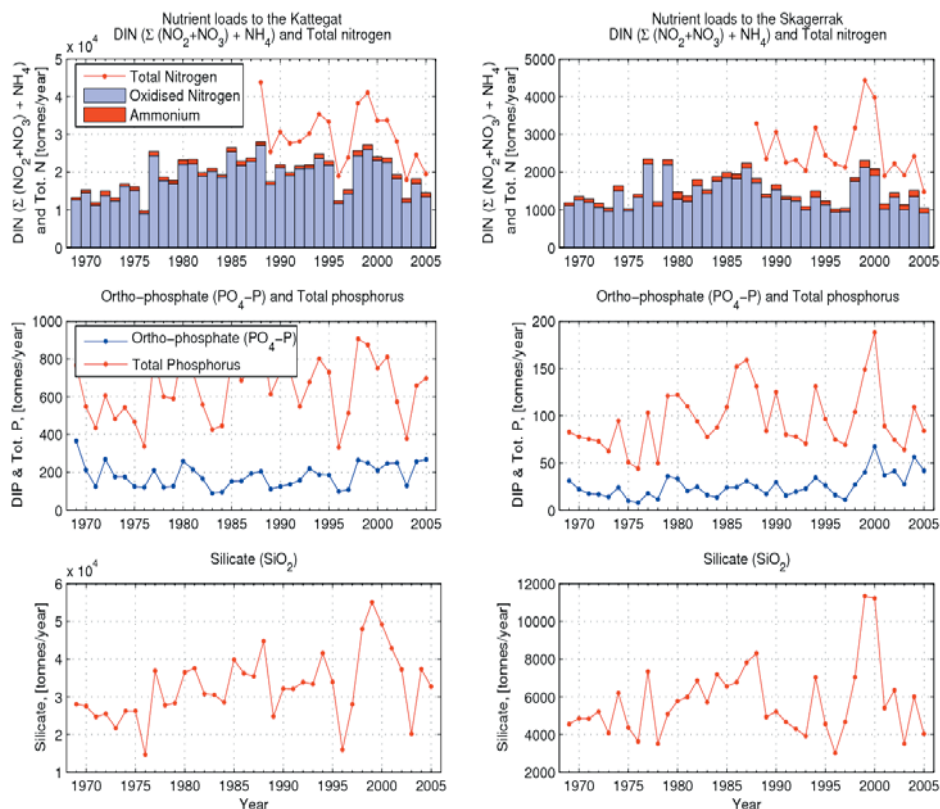 Nutrient loads to the Kattegat
DIN (Σ (NO2+NO3) + NH4) and Total nitrogen
x 10^4
5
4
3
2
1
0
DIN (Σ (NO2+NO3) + NH4)
and Tot. N [tonnes/year]
Total Nitrogen
Oxidised Nitrogen
Ammonium
1970 1975 1980 1985 1990 1995 2000 2005
Nutrient loads to the Skagerrak
DIN (Σ (NO2+NO3) + NH4) and Total nitrogen
5000
4000
3000
2000
1000
0
DIN (Σ (NO2+NO3) + NH4)
and Tot. N [tonnes/year]
1970 1975 1980 1985 1990 1995 2000 2005
Ortho-phosphate (PO4-P) and Total phosphorus
1000
800
600
400
200
0
DIP & Tot. P, [tonnes/year]
Ortho-phosphate (PO4-P)
Total Phosphorus
1970 1975 1980 1985 1990 1995 2000 2005
Ortho-phosphate (PO4-P) and Total phosphorus
200
150
100
50
0
DIP & Tot. P, [tonnes/year]
1970 1975 1980 1985 1990 1995 2000 2005
Silicate (SiO2)
x 10^4
6
5
4
3
2
1
Silicate, [tonnes/year]
1970 1975 1980 1985 1990 1995 2000 2005
Year
Silicate (SiO2)
12000
10000
8000
6000
4000
2000
Silicate, [tonnes/year]
1970 1975 1980 1985 1990 1995 2000 2005
Year